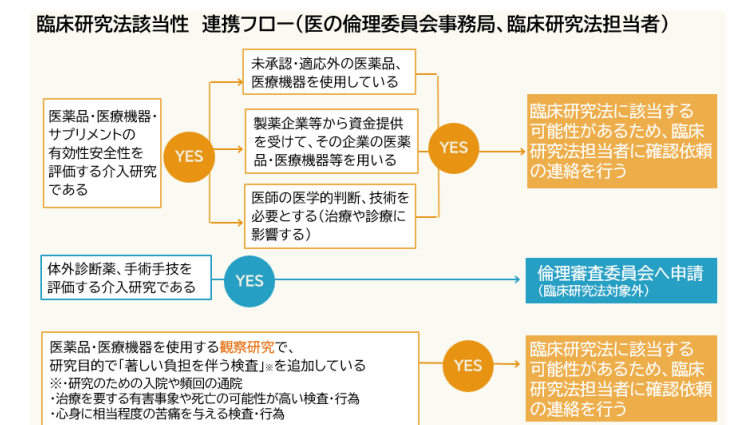 臨床研究法該当性 連携フロー(医の倫理委員会事務局、臨床研究法担当者)
医薬品・医療機器・
サプリメントの
有効性安全性を
評価する介入研究
である
YES
未承認・適応外の医薬品、
医療機器を使用している
製薬企業等から資金提供
を受けて、その企業の医薬
品・医療機器等を用いる
医師の医学的判断、技術を
必要とする(治療や診療に
影響する)
YES
臨床研究法に該当する
可能性があるため、臨床
研究法担当者に確認依頼
の連絡を行う
体外診断薬、手術手技を
評価する介入研究である
YES
倫理審査委員会へ申請
(臨床研究法対象外)
医薬品・医療機器を使用する観察研究で、
研究目的で「著しい負担を伴う検査」※を追加している
※・研究のための入院や頻回の通院
・治療を要する有害事象や死亡の可能性が高い検査・行為
・心身に相当程度の苦痛を与える検査・行為
YES
臨床研究法に該当する
可能性があるため、臨床
研究法担当者に確認依頼
の連絡を行う